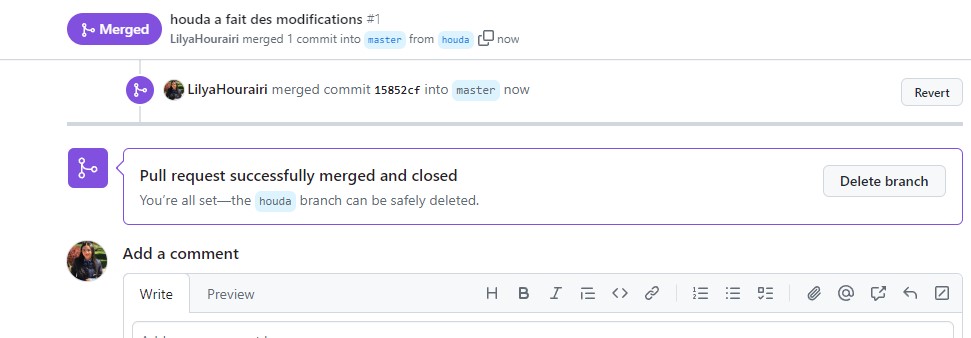 Merged
houda a fait des modifications #1
LilyaHourairi merged 1 commit into master from houda now
LilyaHourairi merged commit 15852cf into master now
Revert
Pull request successfully merged and closed
Delete branch
You're all set—the houda branch can be safely deleted.
Add a comment
Write Preview